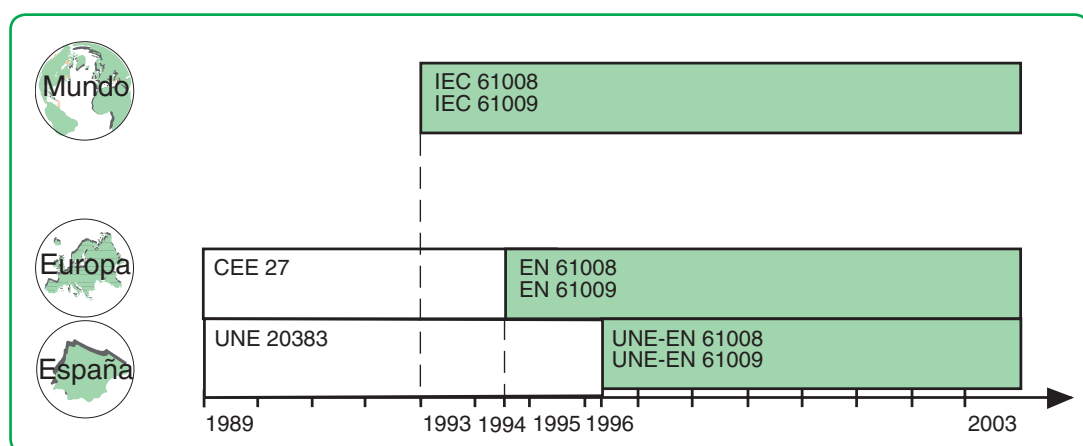 Mundo
IEC 61008
IEC 61009
Europa
CEE 27
EN 61008
EN 61009
España
UNE 20383
UNE-EN 61008
UNE-EN 61009
1989 1993 1994 1995 1996 2003